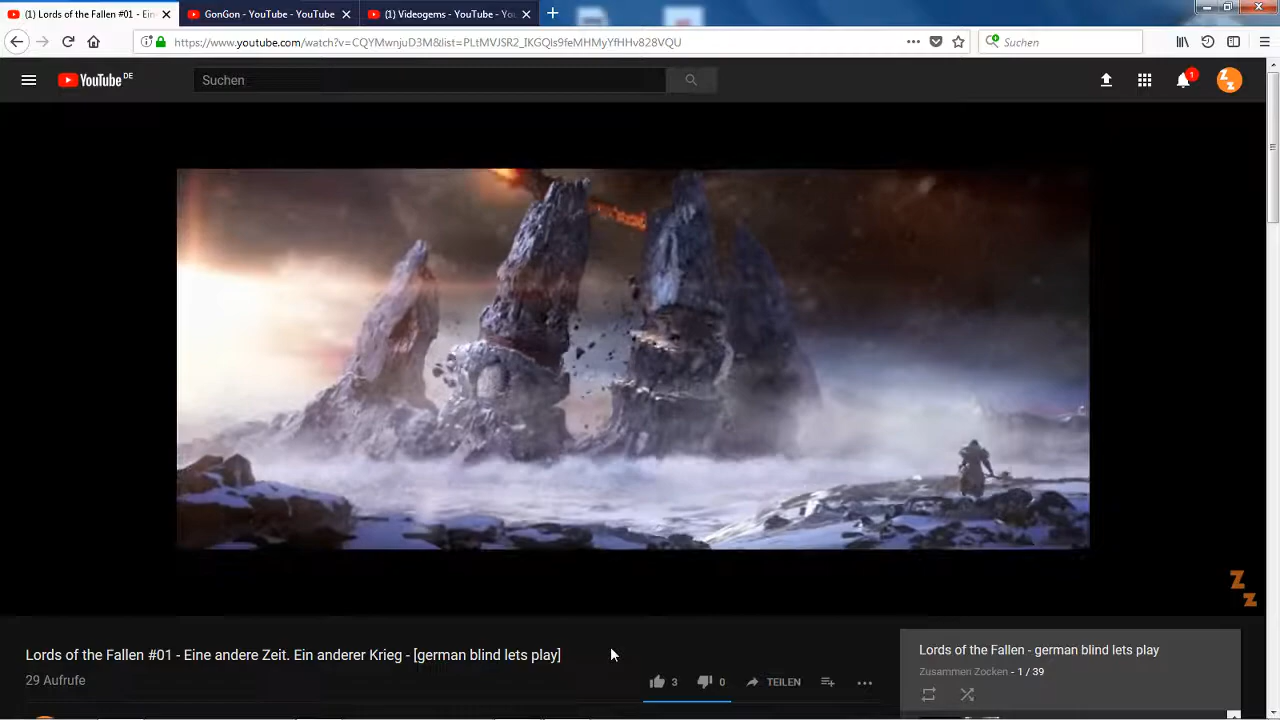 (1) Lords of the Fallen #01 - Ein
GonGon - YouTube - YouTube
(1) Videogems - YouTube - Yo
https://www.youtube.com/watch?v=CQYMwnjuD3M&list=PLtMVJSR2_IKGQls9feMHMyYfHHv828VQU
Suchen
YouTube DE
Suchen
1
Z Z
Z
Z
Lords of the Fallen #01 - Eine andere Zeit. Ein anderer Krieg - [german blind lets play]
29 Aufrufe
3
0
TEILEN
Lords of the Fallen - german blind lets play
Zusammen Zocken - 1 / 39